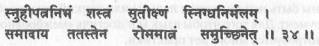 स्नुहीपत्रनिभं शस्त्रं सुतीक्ष्णं स्निग्धनिर्मलम् ।
समादाय ततस्तेन रोममात्रं समुच्छिनेत् ॥ ३४ ॥